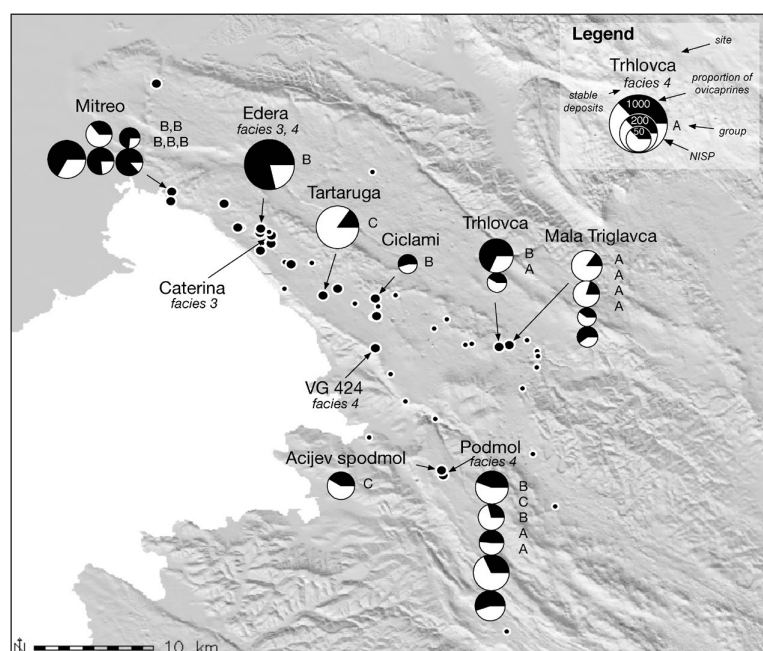 Legend
site
Trhlovca
facies 4
stable
deposits
proportion of
ovicaprines
1000
200
50
A
group
NISP
Mitreo
B,B
B,B,B
Edera
facies 3, 4
B
Tartaruga
C
Ciclami
B
Trhlovca
B
A
Mala Triglavca
A
A
A
A
Caterina
facies 3
VG 424
facies 4
Acijev spodmol
C
Podmol
facies 4
B
C
B
A
A
N
10 km